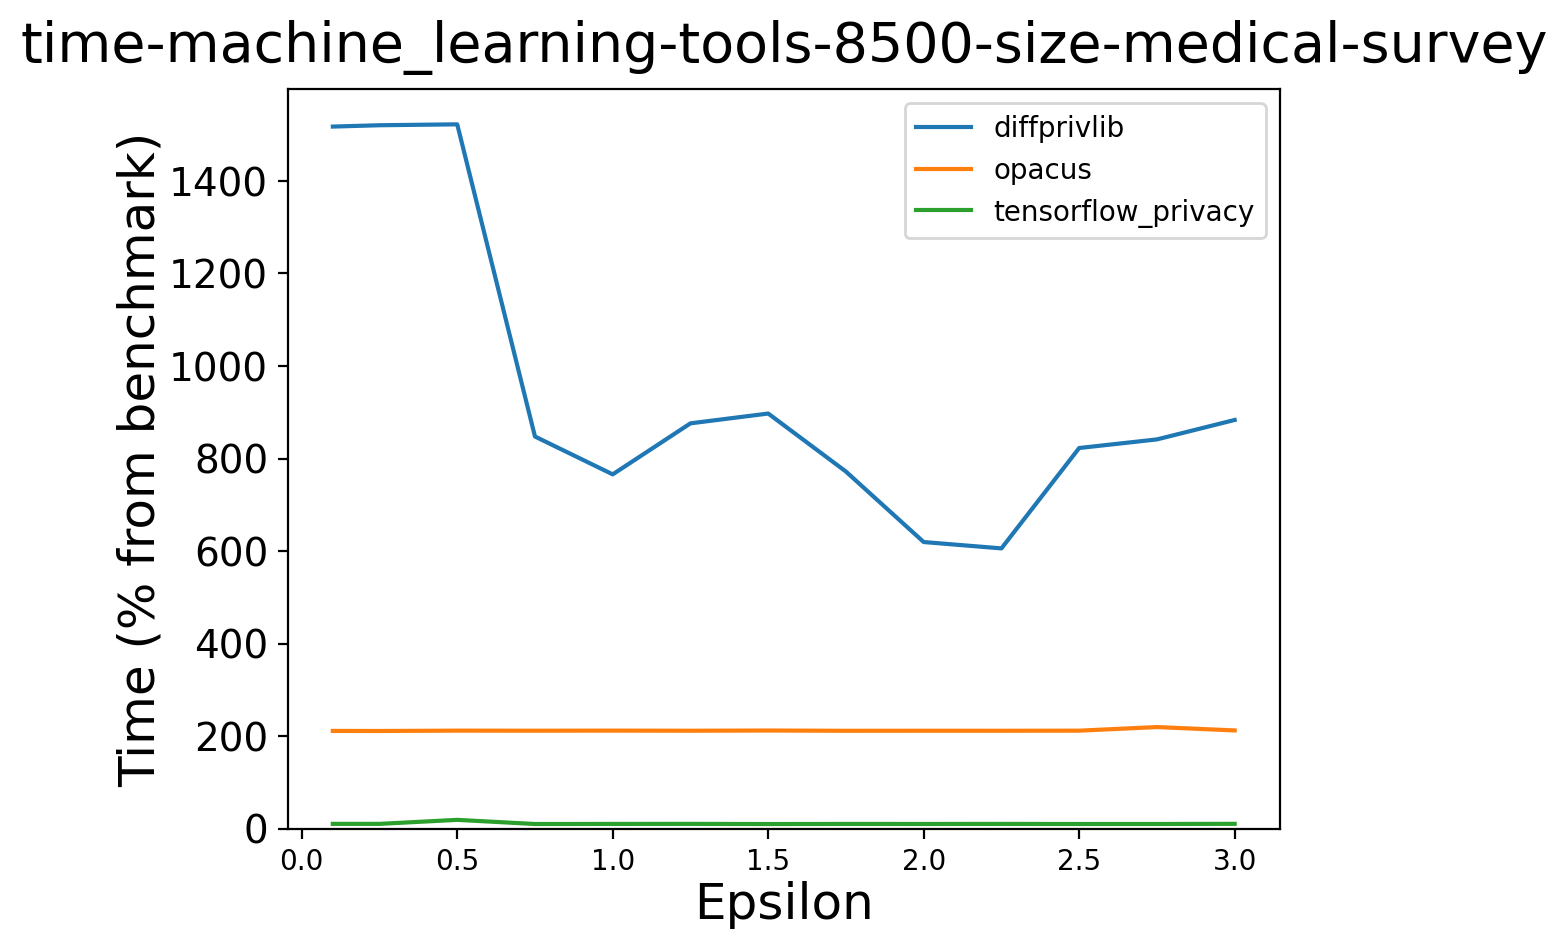 time-machine_learning-tools-8500-size-medical-survey
diffprivlib
opacus
tensorflow_privacy
Time (% from benchmark)
1400
1200
1000
800
600
400
200
0
0.0 0.5 1.0 1.5 2.0 2.5 3.0
Epsilon